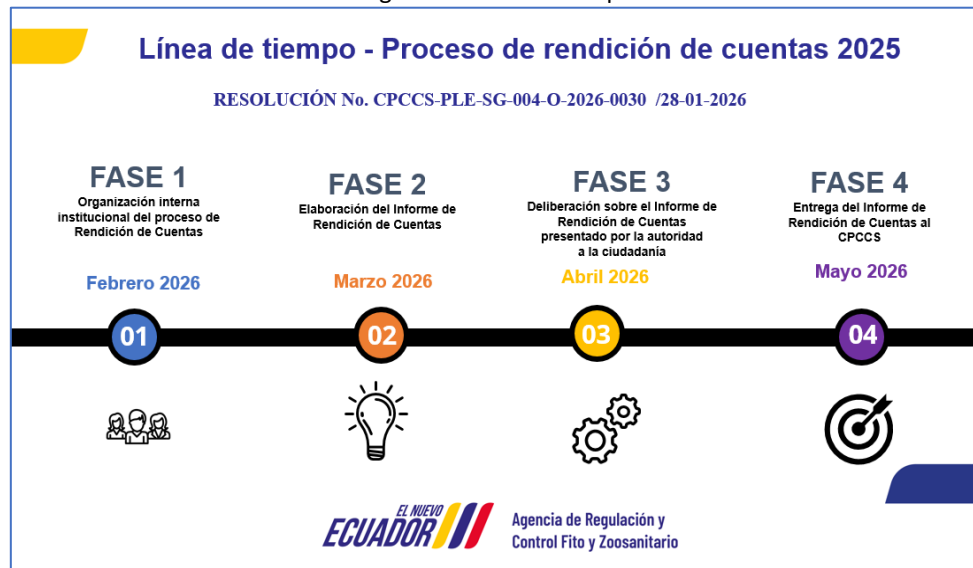 Línea de tiempo - Proceso de rendición de cuentas 2025
RESOLUCIÓN No. CPCCS-PLE-SG-004-O-2026-0030 /28-01-2026
FASE 1
Organización interna
institucional del proceso de
Rendición de Cuentas
Febrero 2026
01
FASE 2
Elaboración del Informe de
Rendición de Cuentas
Marzo 2026
02
FASE 3
Deliberación sobre el Informe de
Rendición de Cuentas
presentado por la autoridad
a la ciudadanía
Abril 2026
03
FASE 4
Entrega del Informe de
Rendición de Cuentas al
CPCCS
Mayo 2026
04
EL NUEVO
ECUADOR
Agencia de Regulación y
Control Fito y Zoosanitario